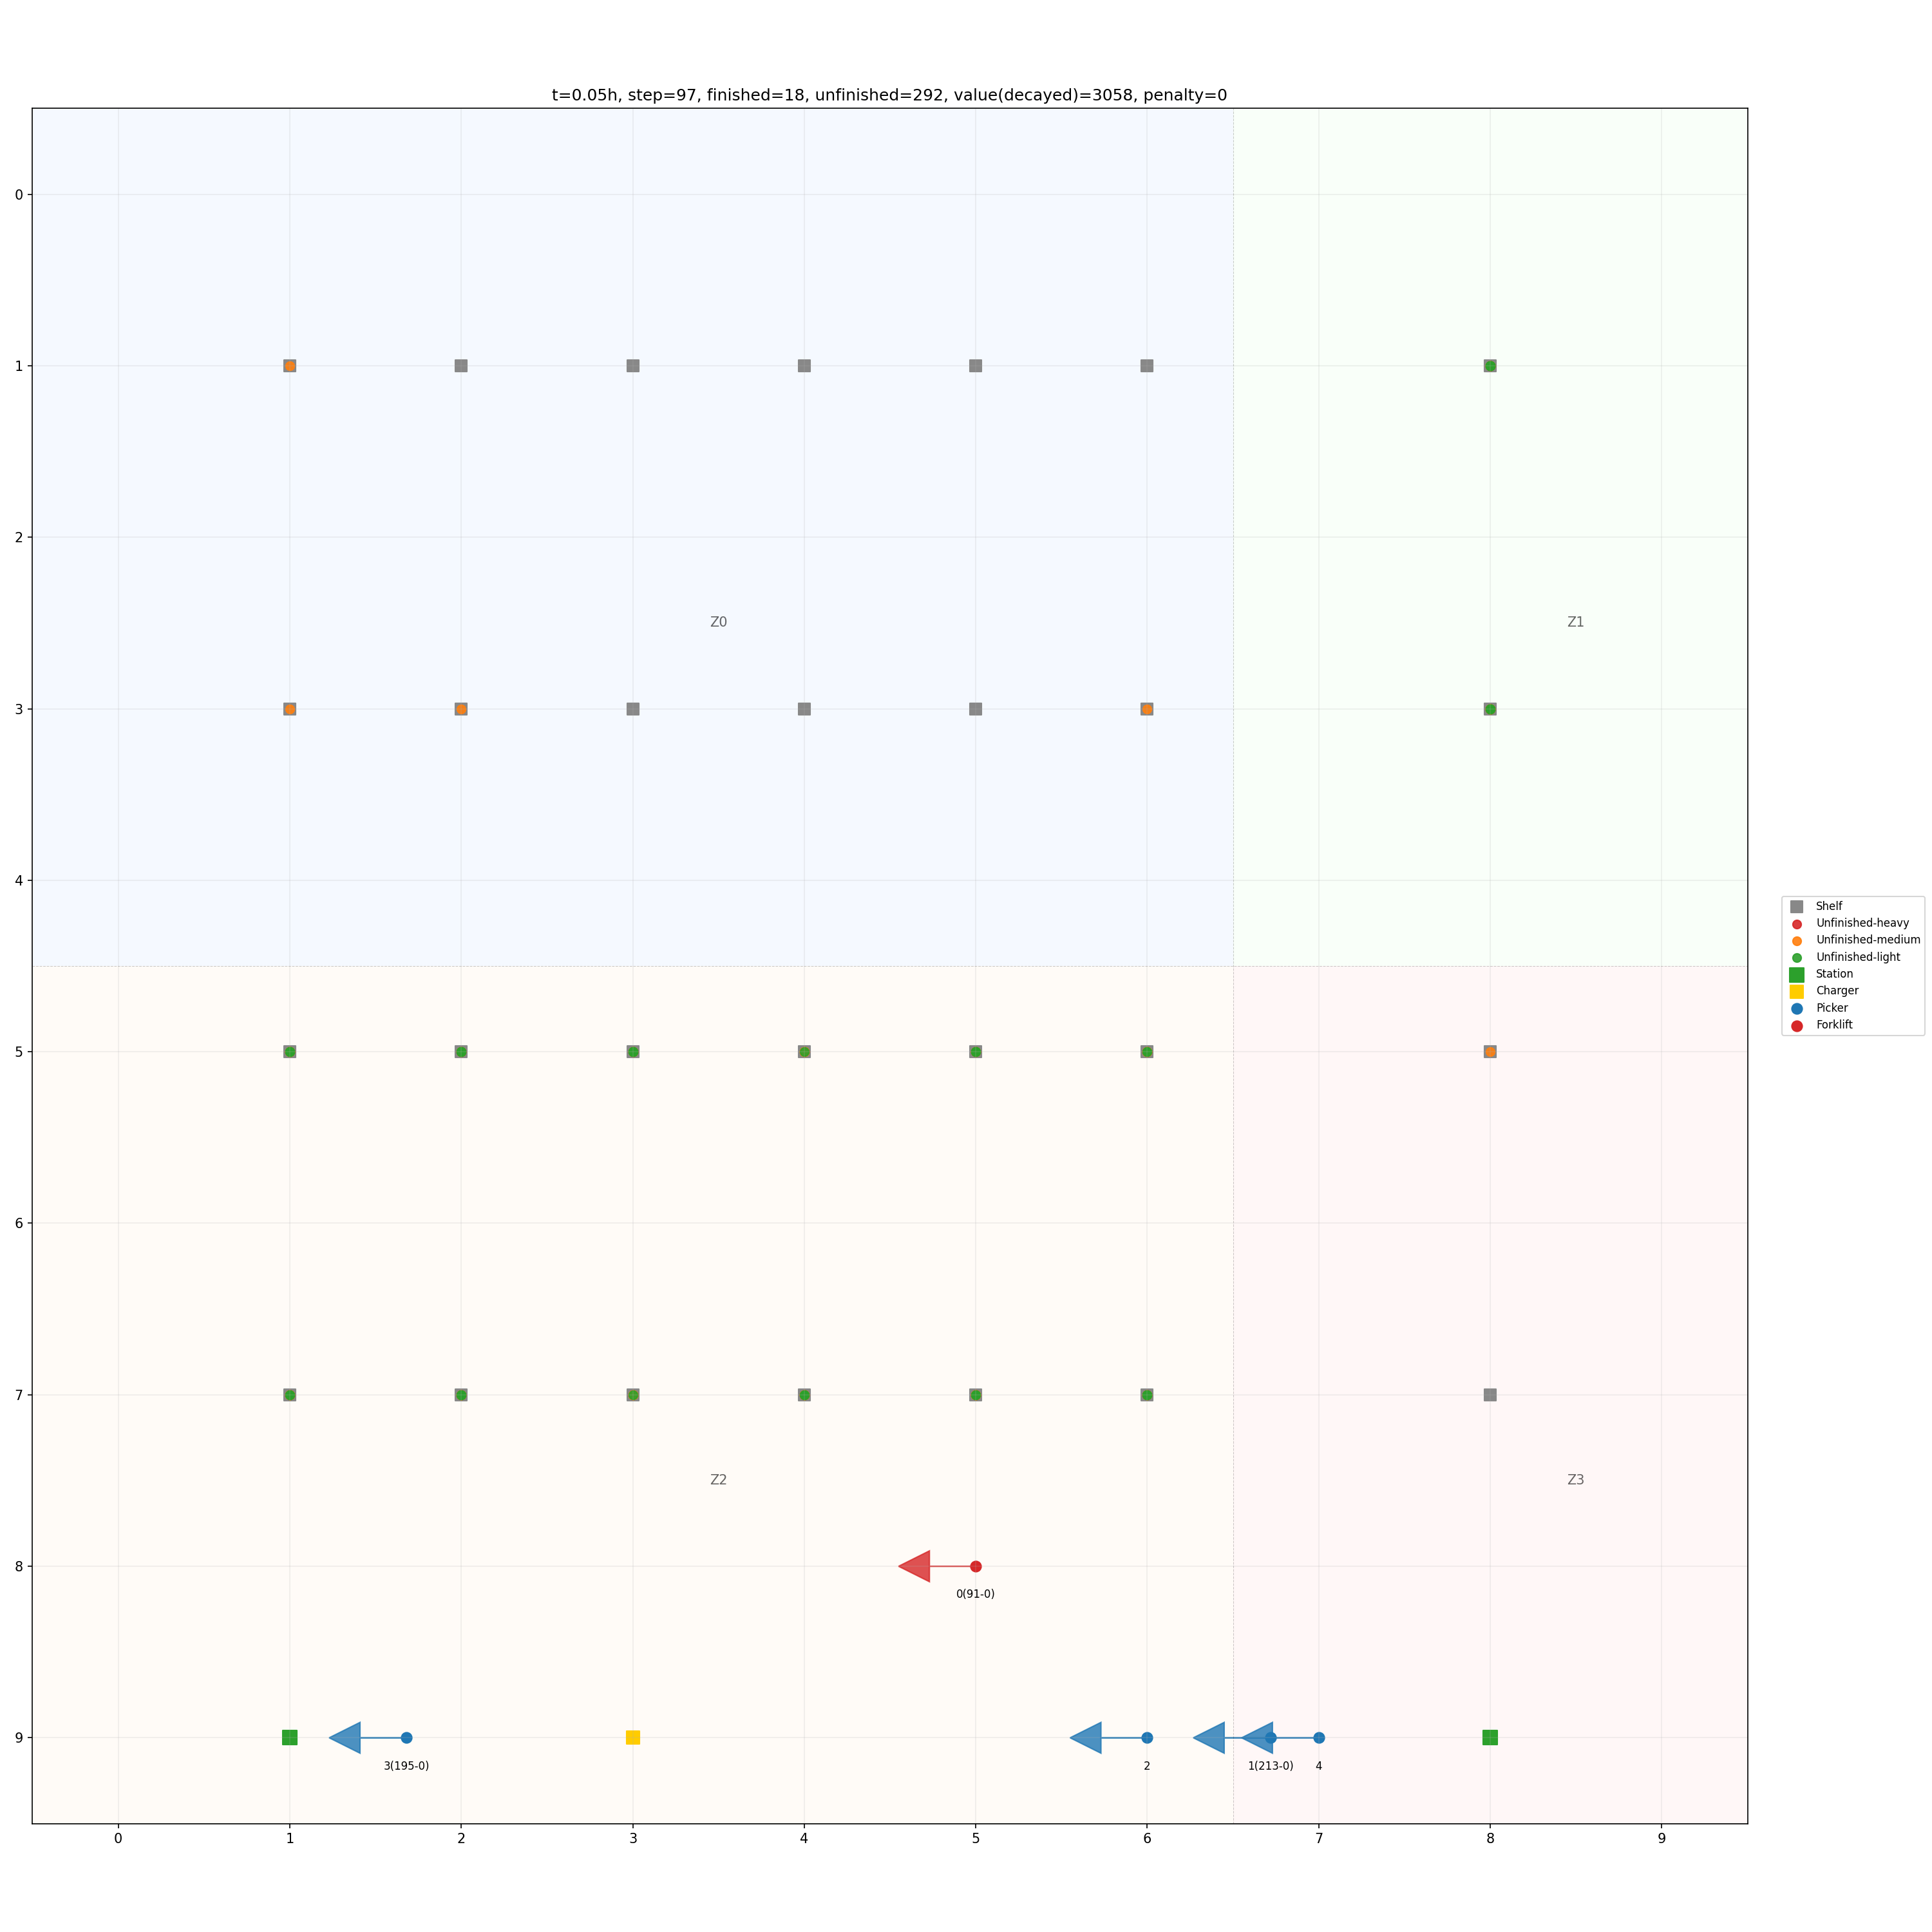 t=0.05h, step=97, finished=18, unfinished=292, value(decayed)=3058, penalty=0
0
1
2
Z0
Z1
3
4
Shelf
Unfinished-heavy
Unfinished-medium
Unfinished-light
Station
Charger
Picker
Forklift
5
6
7
Z2
Z3
8
0(91-0)
9
3(195-0)
2
1(213-0)
4
0 1 2 3 4 5 6 7 8 9